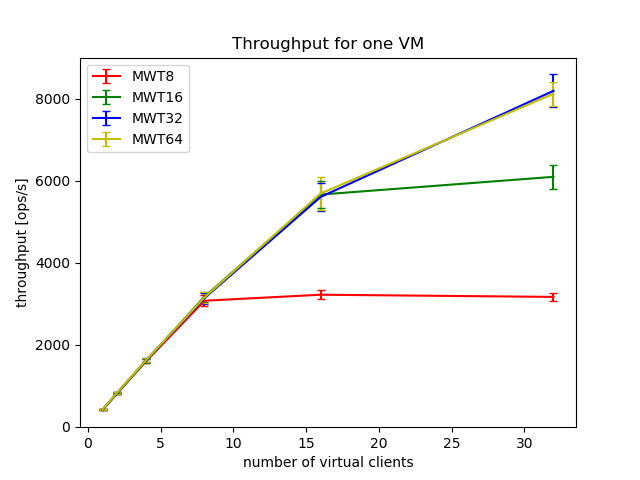 Throughput for one VM
MWT8
MWT16
MWT32
MWT64
throughput [ops/s]
8000
6000
4000
2000
0
0 5 10 15 20 25 30
number of virtual clients